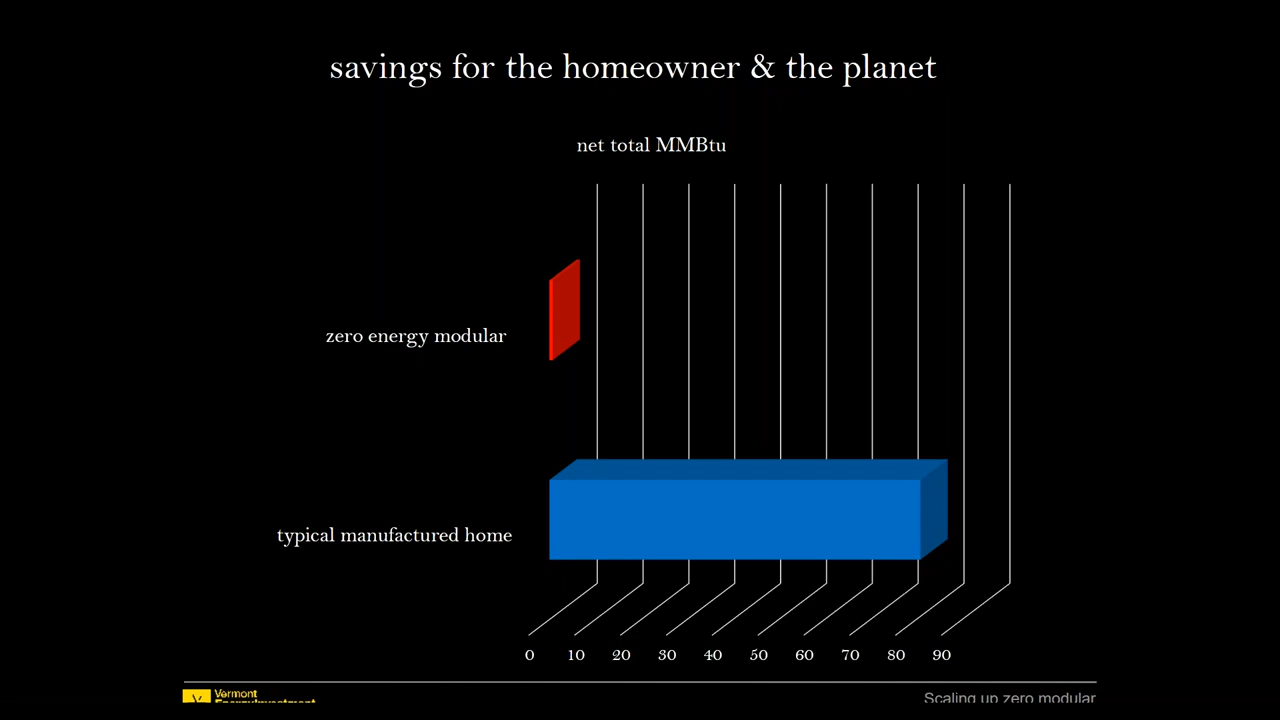 savings for the homeowner & the planet
net total MMBtu
zero energy modular
typical manufactured home
0 10 20 30 40 50 60 70 80 90
Vermont
EnergyInvestment
Scaling up zero modular